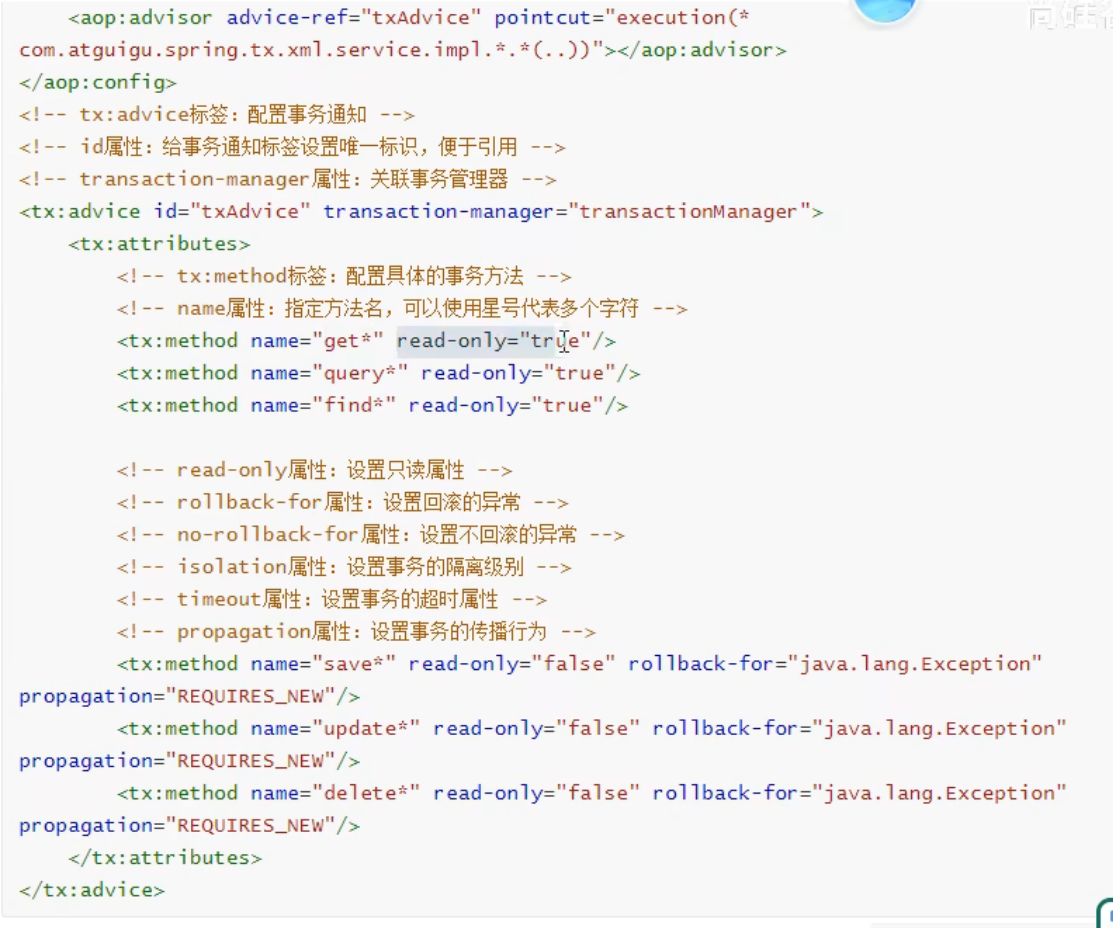 尚硅谷
<aop:advisor advice-ref="txAdvice" pointcut="execution(*
com.atguigu.spring.tx.xml.service.impl.*.*(..))"></aop:advisor>
</aop:config>
<!-- tx:advice标签：配置事务通知 -->
<!-- id属性：给事务通知标签设置唯一标识，便于引用 -->
<!-- transaction-manager属性：关联事务管理器 -->
<tx:advice id="txAdvice" transaction-manager="transactionManager">
<tx:attributes>
<!-- tx:method标签：配置具体的事务方法 -->
<!-- name属性：指定方法名，可以使用星号代表多个字符 -->
<tx:method name="get*" read-only="true"/>
<tx:method name="query*" read-only="true"/>
<tx:method name="find*" read-only="true"/>
<!-- read-only属性：设置只读属性 -->
<!-- rollback-for属性：设置回滚的异常 -->
<!-- no-rollback-for属性：设置不回滚的异常 -->
<!-- isolation属性：设置事务的隔离级别 -->
<!-- timeout属性：设置事务的超时属性 -->
<!-- propagation属性：设置事务的传播行为 -->
<tx:method name="save*" read-only="false" rollback-for="java.lang.Exception"
propagation="REQUIRES_NEW"/>
<tx:method name="update*" read-only="false" rollback-for="java.lang.Exception"
propagation="REQUIRES_NEW"/>
<tx:method name="delete*" read-only="false" rollback-for="java.lang.Exception"
propagation="REQUIRES_NEW"/>
</tx:attributes>
</tx:advice>